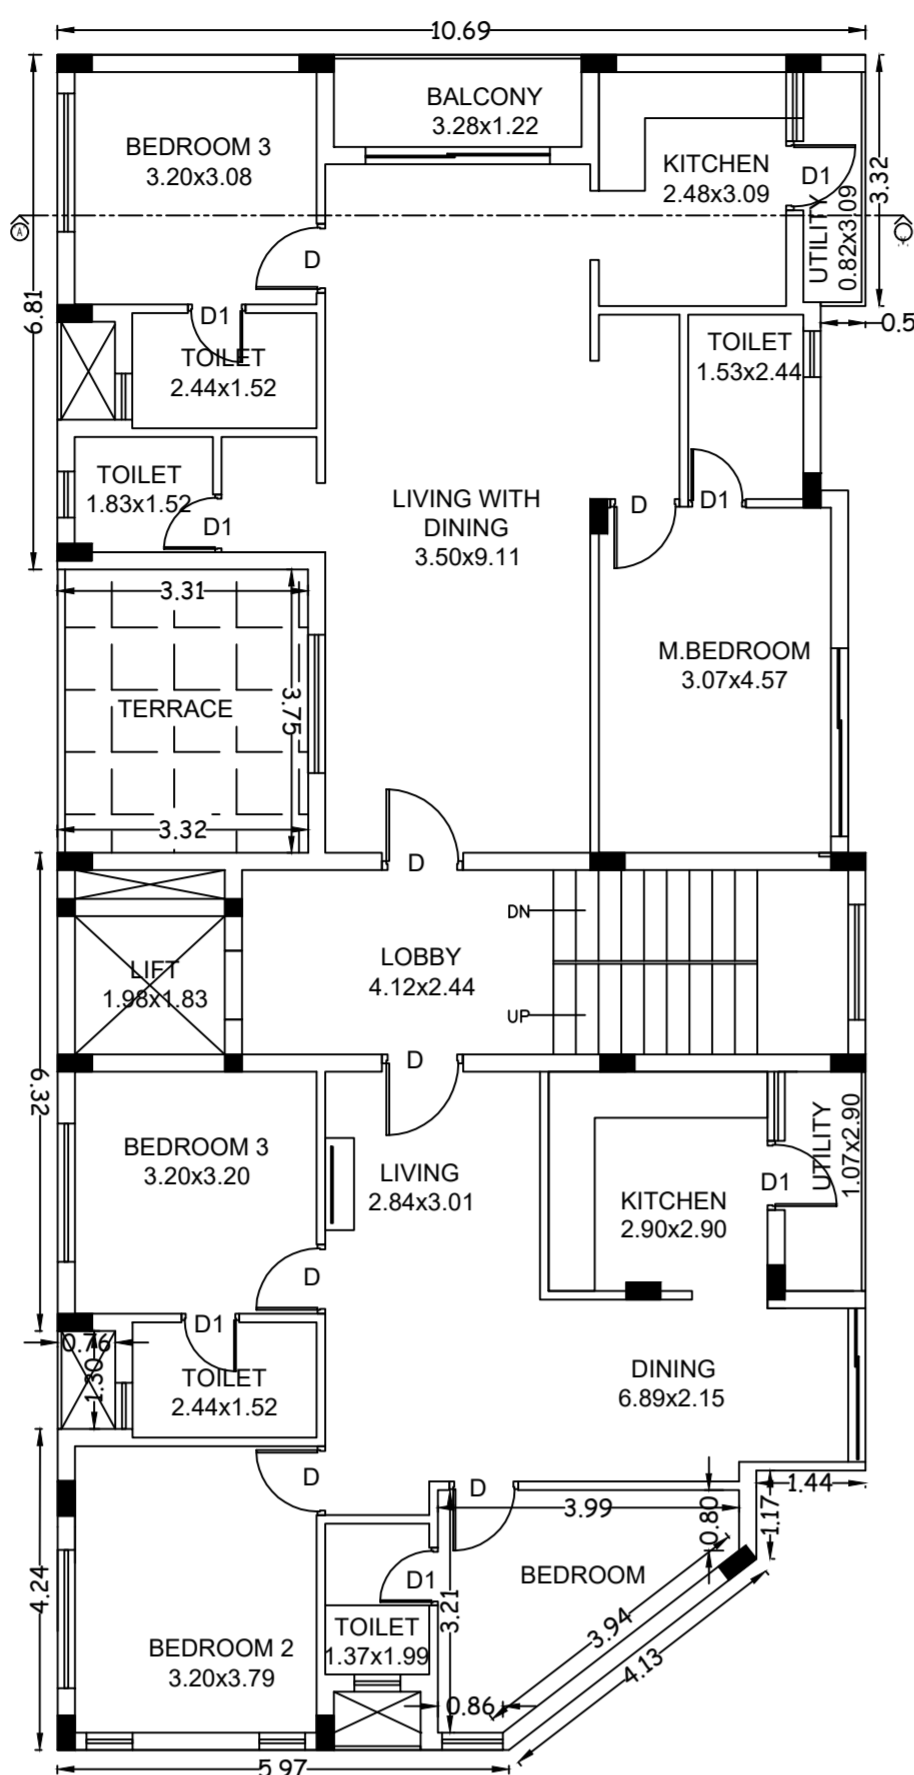 10.69
BALCONY
3.28x1.22
BEDROOM 3
3.20x3.08
KITCHEN
2.48x3.09
D1
3.32
UTILITY
0.82x3.09
A
D
6.81
D1
TOILET
2.44x1.52
TOILET
1.53x2.44
0.5
TOILET
1.83x1.52
D1
LIVING WITH
DINING
3.50x9.11
D
D1
3.31
M.BEDROOM
3.07x4.57
TERRACE
3.75
3.32
D
DN
LOBBY
4.12x2.44
LIFT
1.98x1.83
UP
D
6.32
BEDROOM 3
3.20x3.20
LIVING
2.84x3.01
KITCHEN
2.90x2.90
D1
UTILITY
1.07x2.90
D
D1
0.76
1.30
TOILET
2.44x1.52
DINING
6.89x2.15
D
D
3.99
0.80
1.17
1.44
4.24
D1
3.21
BEDROOM
TOILET
1.37x1.99
3.94
4.13
BEDROOM 2
3.20x3.79
0.86
5.97